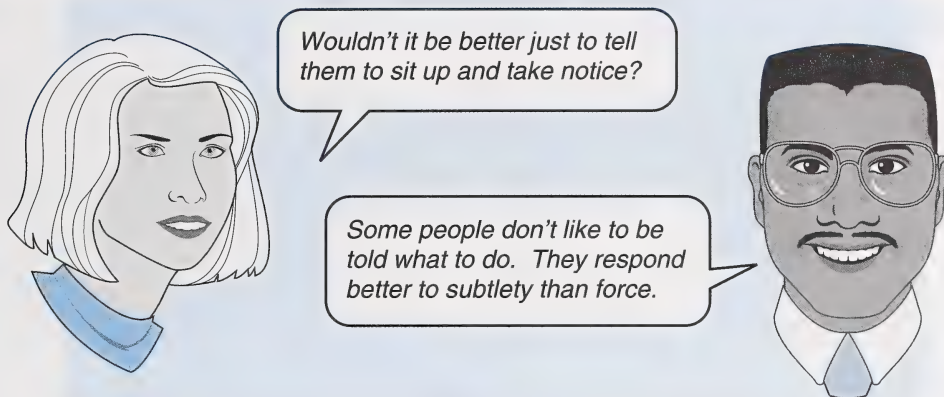 Wouldn't it be better just to tell
them to sit up and take notice?
Some people don't like to be
told what to do. They respond
better to subtlety than force.